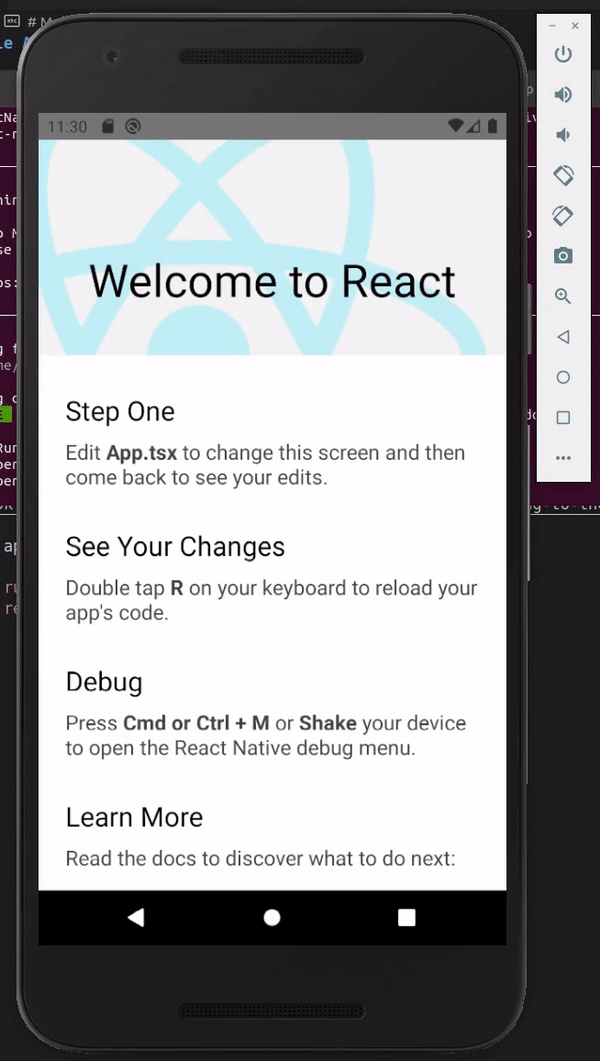 11:30
Welcome to React
Step One
Edit App.tsx to change this screen and then
come back to see your edits.
See Your Changes
Double tap R on your keyboard to reload your
app's code.
Debug
Press Cmd or Ctrl + M or Shake your device
to open the React Native debug menu.
Learn More
Read the docs to discover what to do next: